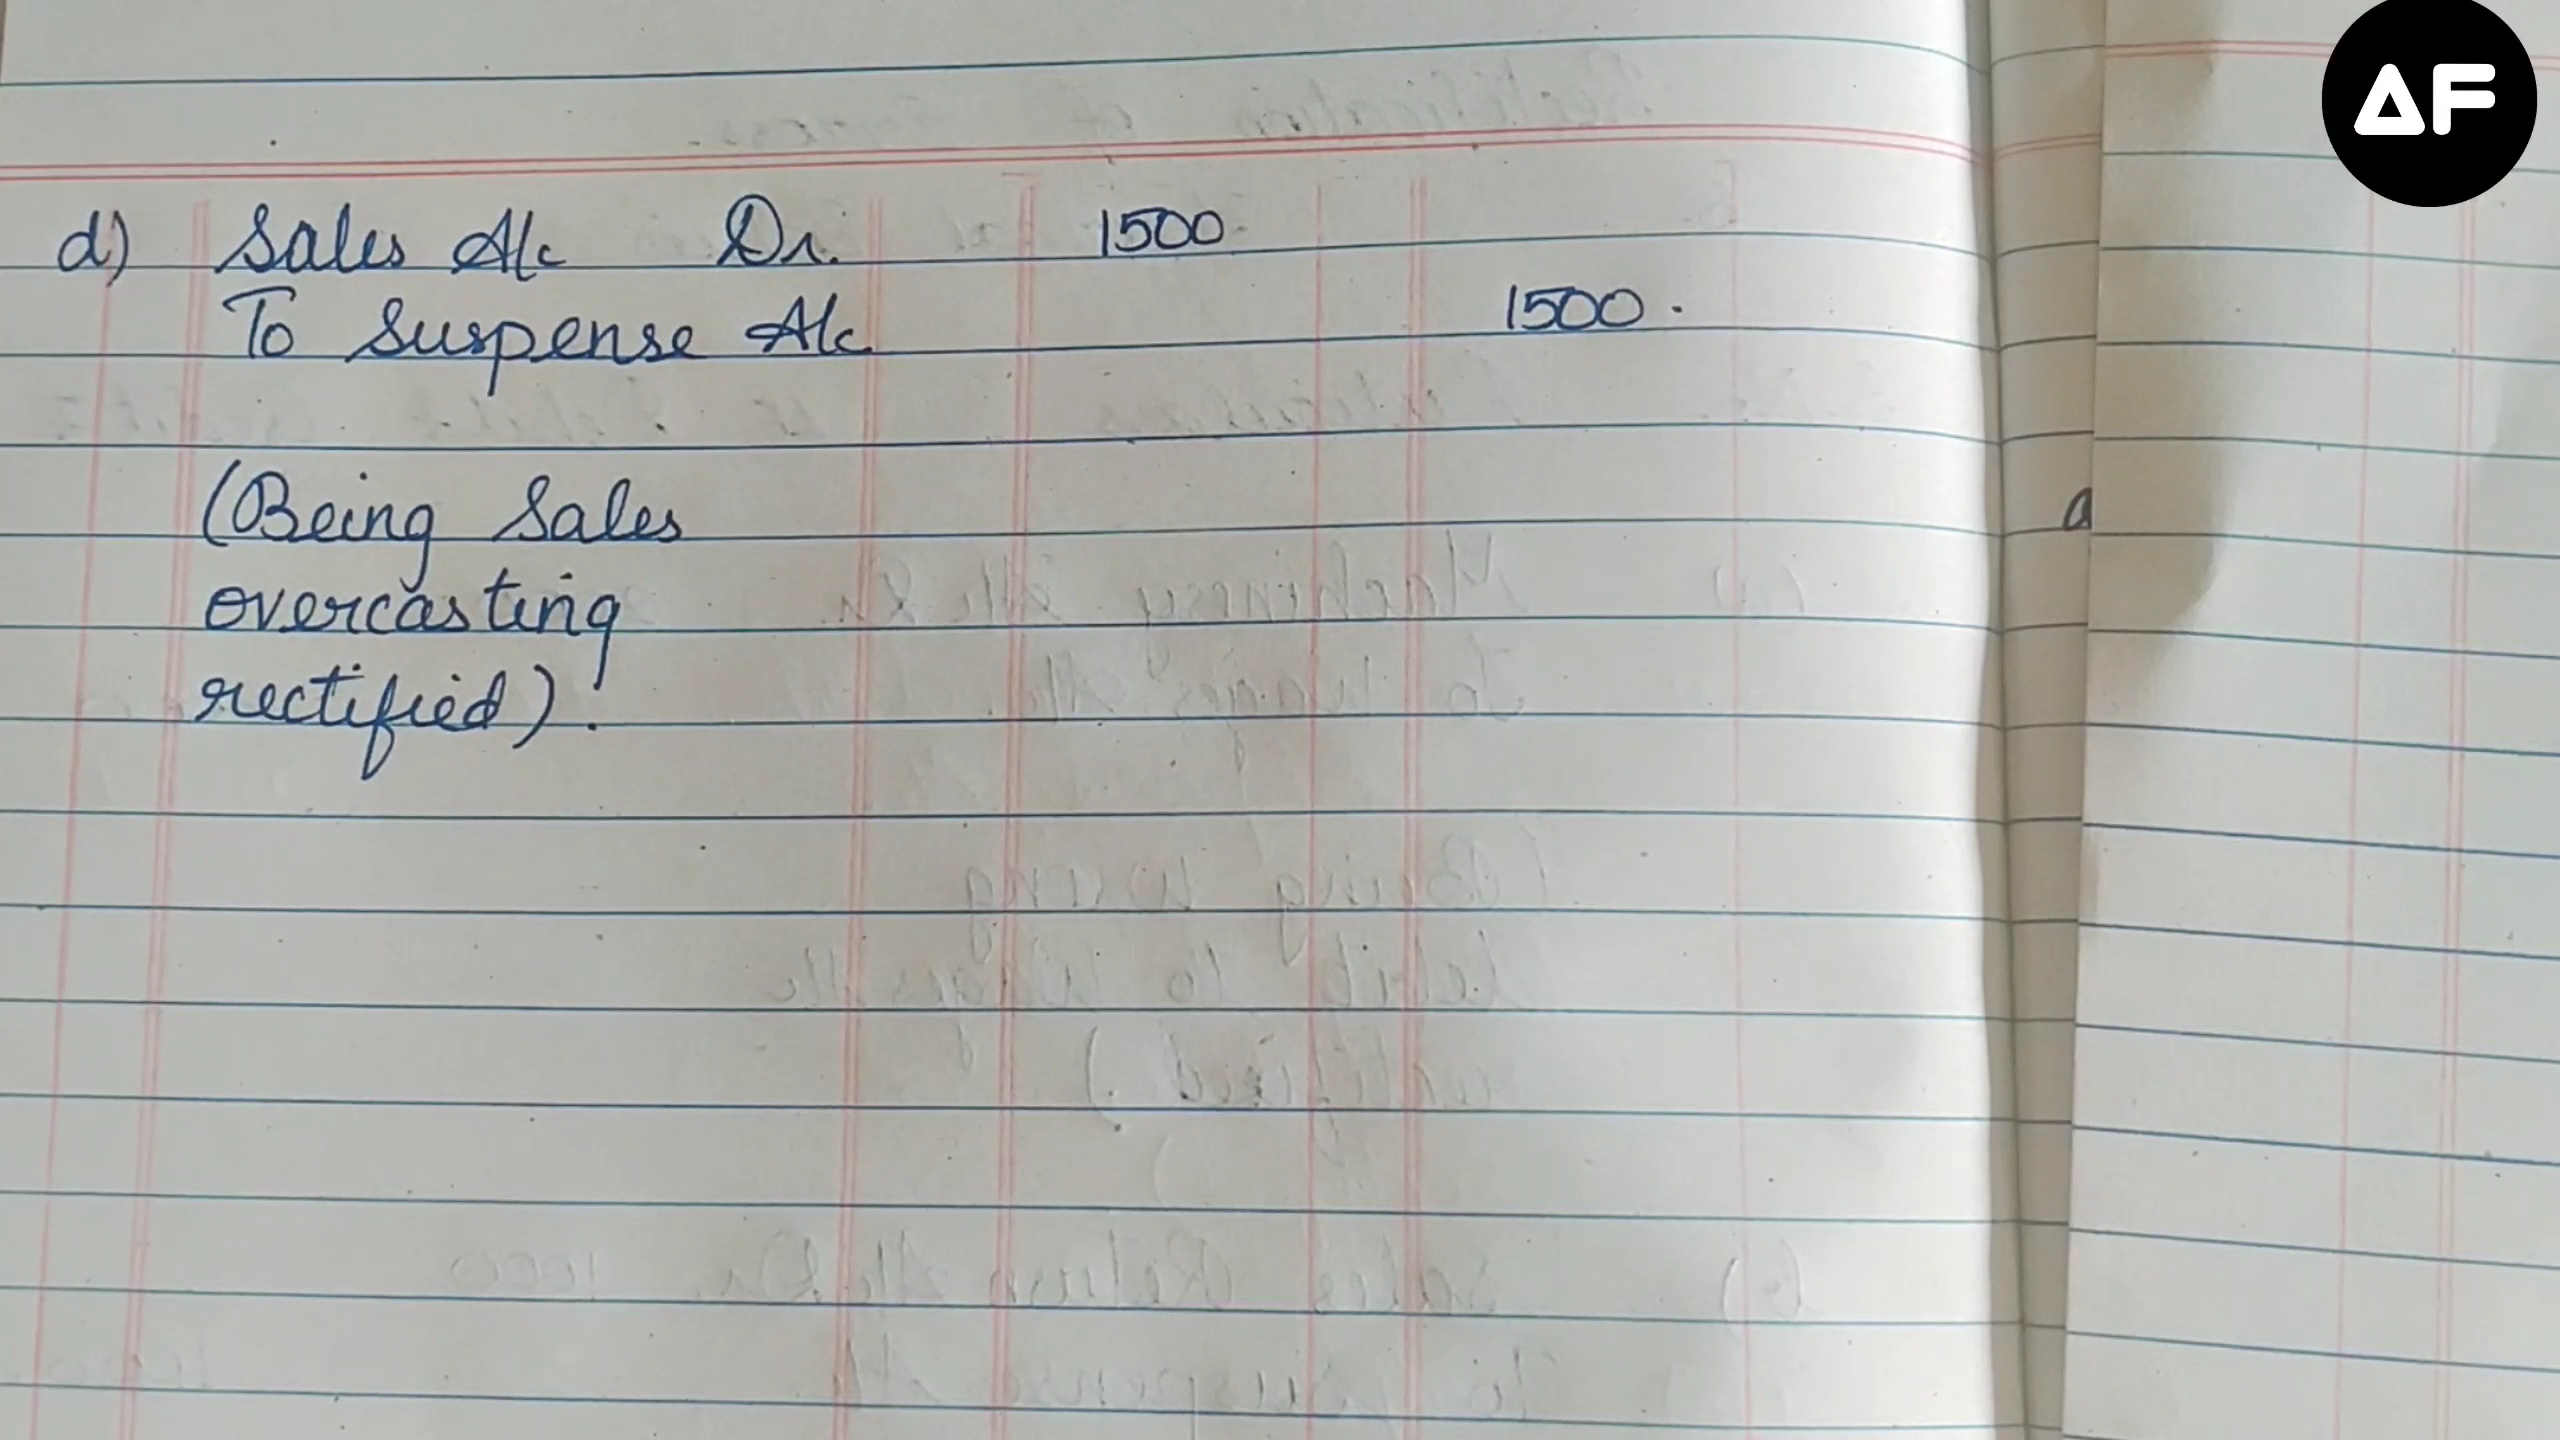 AF
d) Sales A/c Dr. 1500
To Suspense A/c 1500.
(Being Sales
overcasting
rectified).